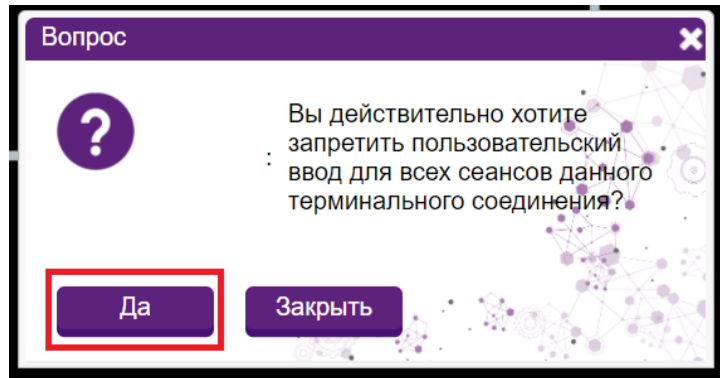 Вопрос
?
Вы действительно хотите
запретить пользовательский
: ввод для всех сеансов данного
терминального соединения?
Да
Закрыть